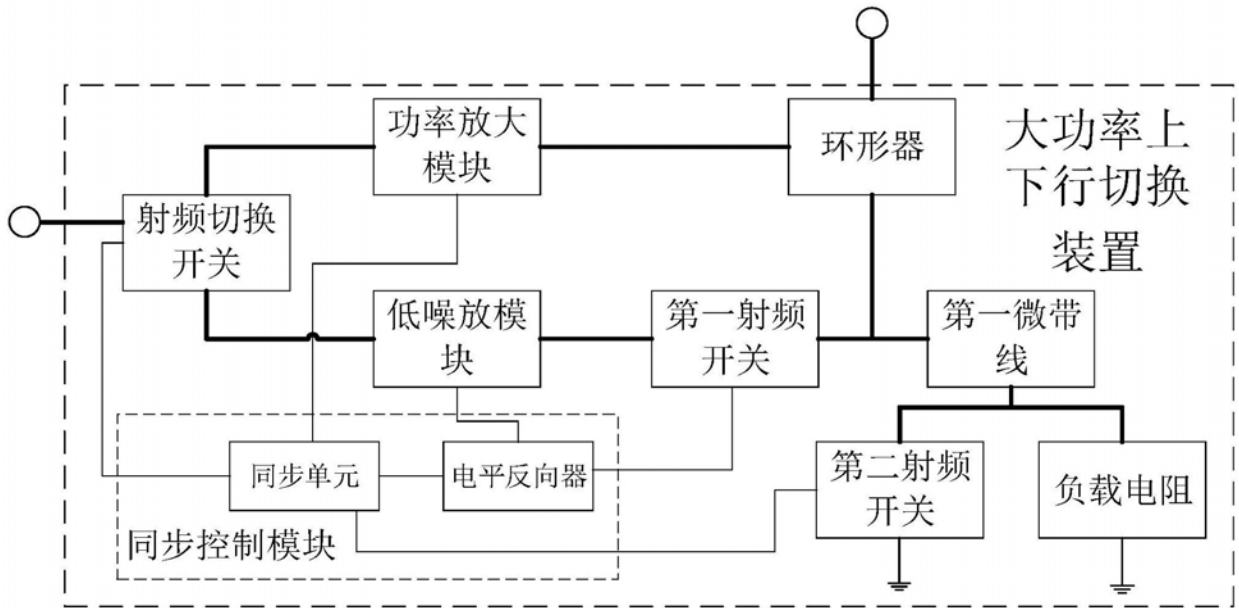 功率放大
模块
环形器
大功率上
下行切换
装置
射频切换
开关
低噪放模
块
第一射频
开关
第一微带
线
同步单元
电平反向器
第二射频
开关
负载电阻
同步控制模块